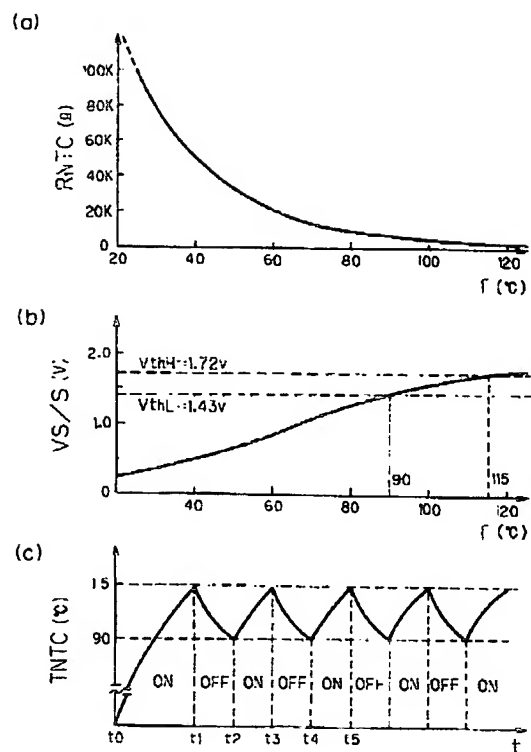 (a)
RNTC (Ω)
100K
80K
60K
40K
20K
0
20 40 60 80 100 120
T (℃)
(b)
VS/S (V)
2.0
1.0
0
VthH=1.72v
VthL=1.43v
90
115
40 60 80 100 120
T (℃)
(c)
TNTC (℃)
15
90
ON OFF ON OFF ON OFF ON OFF ON
t0 t1 t2 t3 t4 t5 t